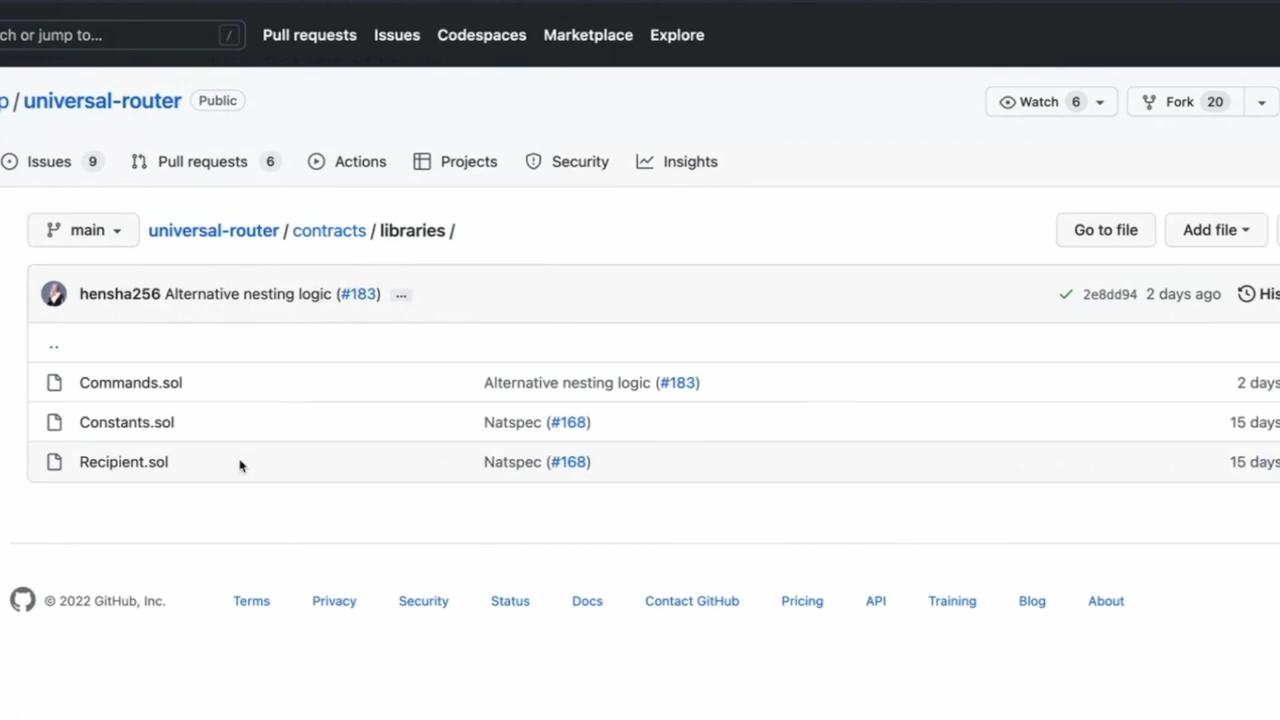 ch or jump to... / Pull requests Issues Codespaces Marketplace Explore
p / universal-router Public Watch 6 Fork 20
Issues 9 Pull requests 6 Actions Projects Security Insights
main universal-router / contracts / libraries / Go to file Add file
hensha256 Alternative nesting logic (#183) ... 2e8dd94 2 days ago His
..
Commands.sol Alternative nesting logic (#183) 2 days
Constants.sol Natspec (#168) 15 days
Recipient.sol Natspec (#168) 15 days
© 2022 GitHub, Inc. Terms Privacy Security Status Docs Contact GitHub Pricing API Training Blog About